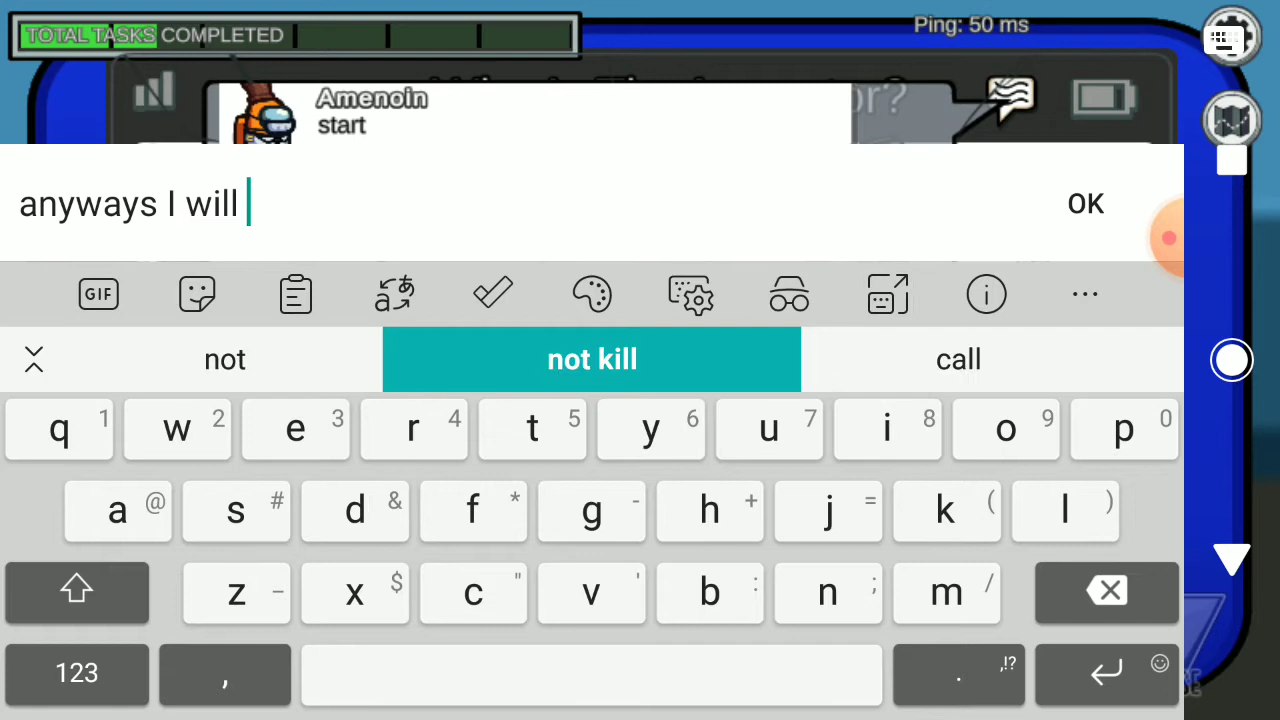 TOTAL TASKS COMPLETED
Ping: 50 ms
or?
Amenoin
start
anyways I will
OK
GIF
not
not kill
call
q 1 w 2 e 3 r 4 t 5 y 6 u 7 i 8 o 9 p 0
a @ s # d & f * g - h + j = k ( l )
z _ x $ c " v ' b : n ; m /
123 , . ,!?